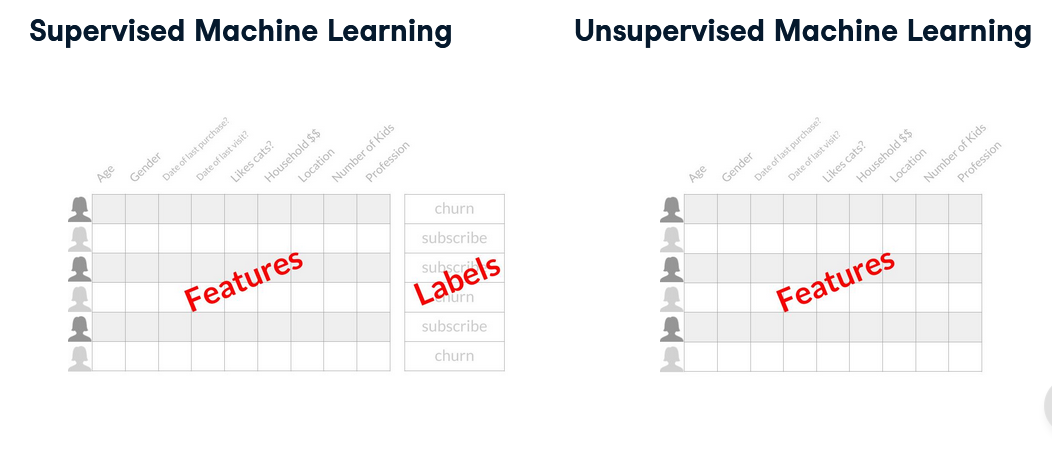 Supervised Machine Learning
Age
Gender
Date of last purchase?
Date of last visit?
Likes cats?
Household $$
Location
Number of Kids
Profession
churn
subscribe
subscribe
churn
subscribe
churn
Features
Labels
Unsupervised Machine Learning
Age
Gender
Date of last purchase?
Date of last visit?
Likes cats?
Household $$
Location
Number of Kids
Profession
Features